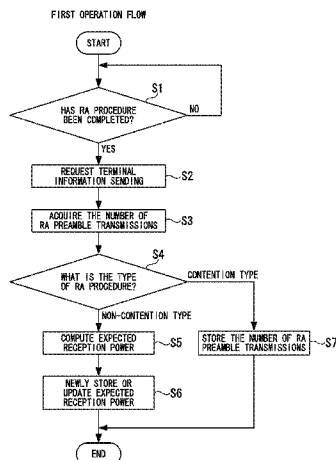 FIRST OPERATION FLOW
START
S1
HAS RA PROCEDURE
BEEN COMPLETED?
NO
YES
S2
REQUEST TERMINAL
INFORMATION SENDING
S3
ACQUIRE THE NUMBER OF
RA PREAMBLE TRANSMISSIONS
S4
WHAT IS THE TYPE
OF RA PROCEDURE?
CONTENTION TYPE
NON-CONTENTION TYPE
COMPUTE EXPECTED
RECEPTION POWER
S5
STORE THE NUMBER OF RA
PREAMBLE TRANSMISSIONS
S7
NEWLY STORE OR
UPDATE EXPECTED
RECEPTION POWER
S6
END